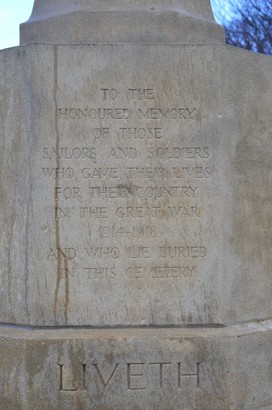 TO THE
HONOURED MEMORY
OF THOSE
SAILORS AND SOLDIERS
WHO GAVE THEIR LIVES
FOR THEIR COUNTRY
IN THE GREAT WAR
1914-1918
AND WHO LIE BURIED
IN THIS CEMETERY
LIVETH